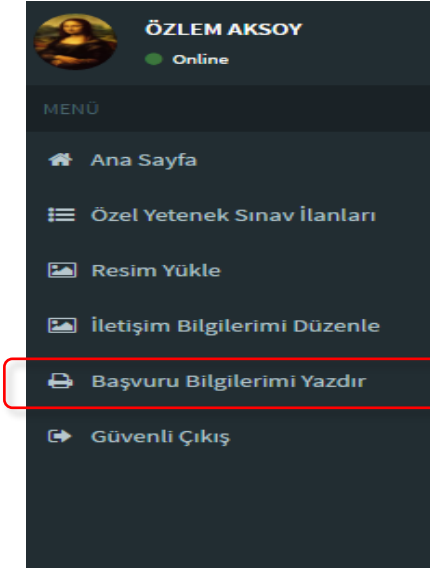 ÖZLEM AKSOY
Online
MENÜ
Ana Sayfa
Özel Yetenek Sınav İlanları
Resim Yükle
İletişim Bilgilerimi Düzenle
Başvuru Bilgilerimi Yazdır
Güvenli Çıkış